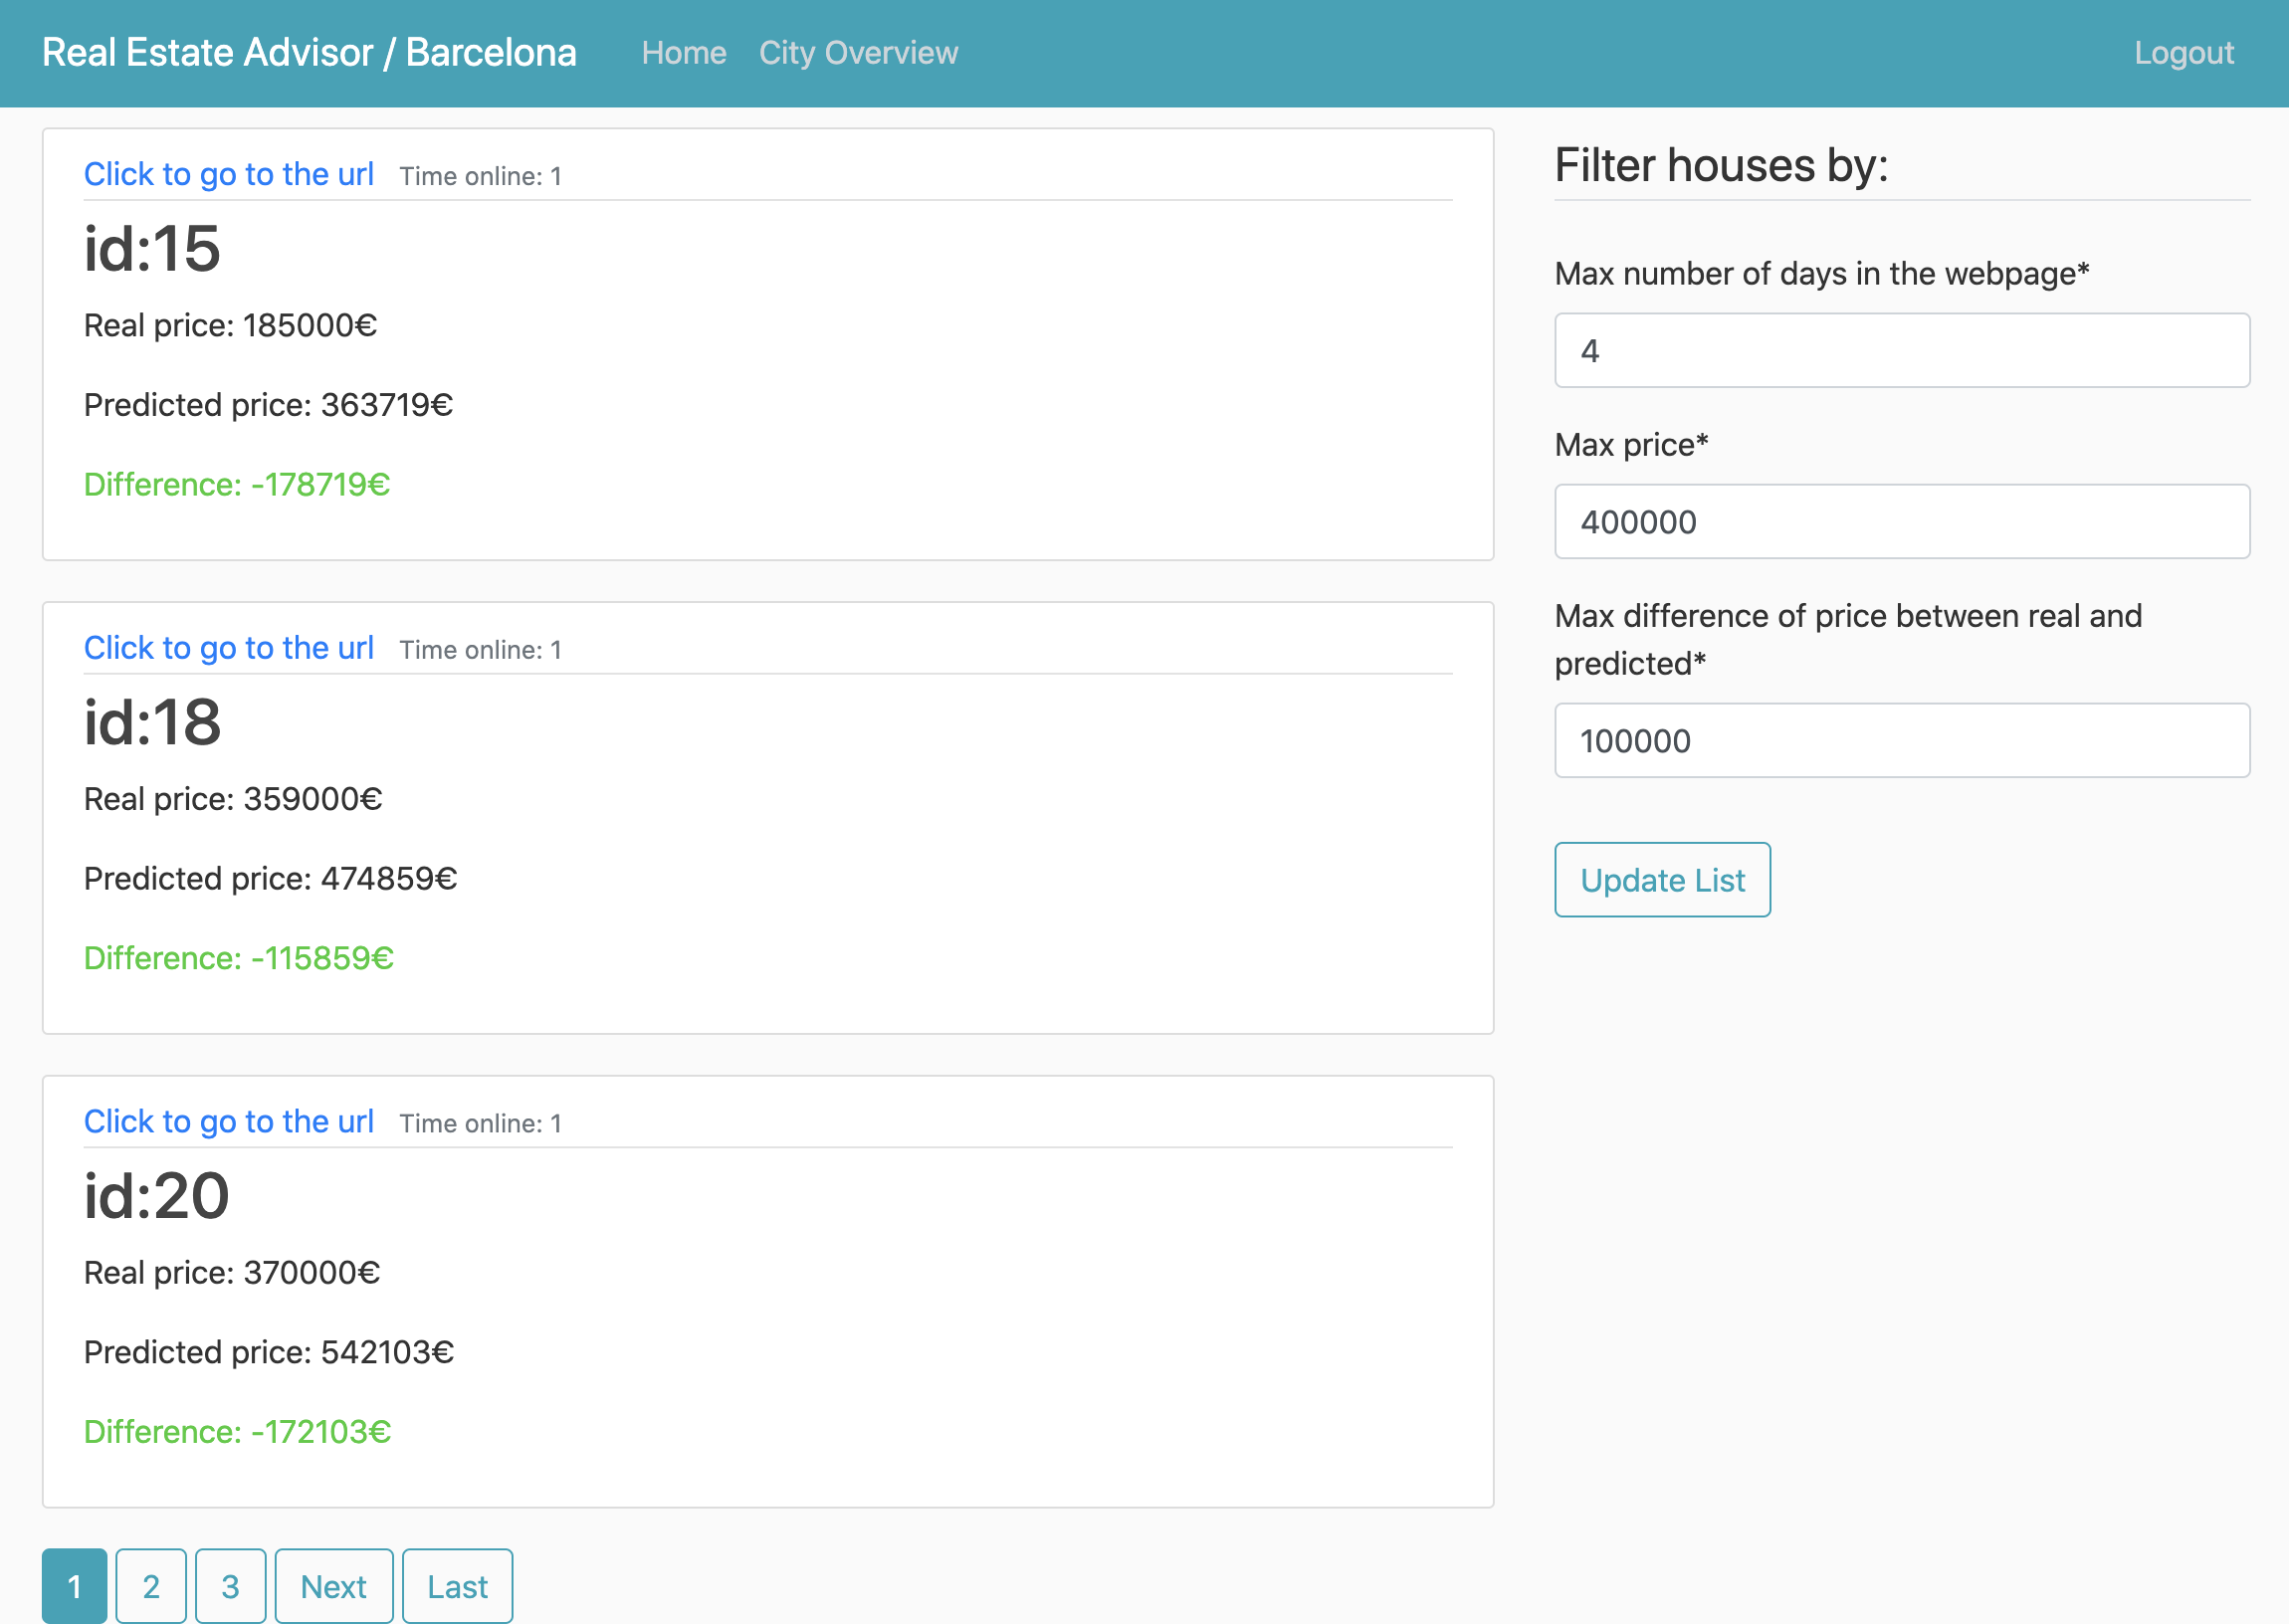 Real Estate Advisor / Barcelona Home City Overview Logout
Click to go to the url Time online: 1
id:15
Real price: 185000€
Predicted price: 363719€
Difference: -178719€
Click to go to the url Time online: 1
id:18
Real price: 359000€
Predicted price: 474859€
Difference: -115859€
Click to go to the url Time online: 1
id:20
Real price: 370000€
Predicted price: 542103€
Difference: -172103€
1 2 3 Next Last
Filter houses by:
Max number of days in the webpage*
4
Max price*
400000
Max difference of price between real and
predicted*
100000
Update List